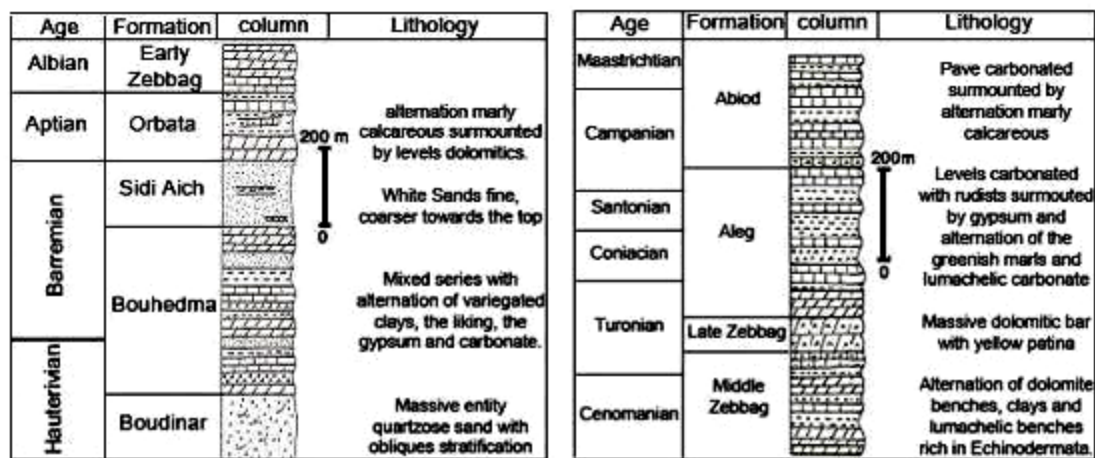 Age Formation column Lithology
Albian Early
Zebbag
Aptian Orbata alternation marly
calcareous surmounted
by levels dolomitics.
200 m
Barremian Sidi Aich White Sands fine,
coarser towards the top
0
Bouhedma Mixed series with
alternation of variegated
clays, the liking, the
gypsum and carbonate.
Hauterivian Boudinar Massive entity
quartzose sand with
obliques stratification
Age Formation column Lithology
Maastrichtian
Abiod Pave carbonated
surmounted by
alternation marly
calcareous
Campanian
200m
Santonian
Aleg Levels carbonated
with rudists surmouted
by gypsum and
alternation of the
greenish marls and
lumachelic carbonate
Coniacian
0
Turonian Late Zebbag Massive dolomitic bar
with yellow patina
Cenomanian Middle
Zebbag Alternation of dolomite
benches, clays and
lumachelic benches
rich in Echinodermata.